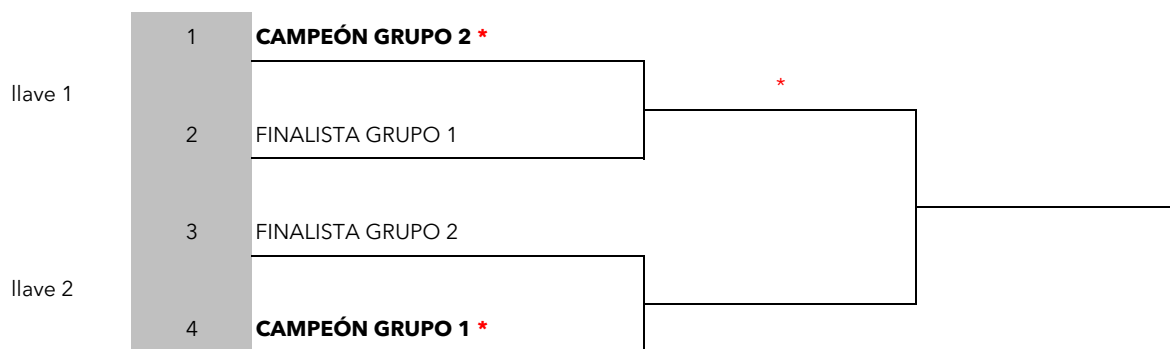 1 CAMPEÓN GRUPO 2 *
llave 1 *
2 FINALISTA GRUPO 1
3 FINALISTA GRUPO 2
llave 2
4 CAMPEÓN GRUPO 1 *